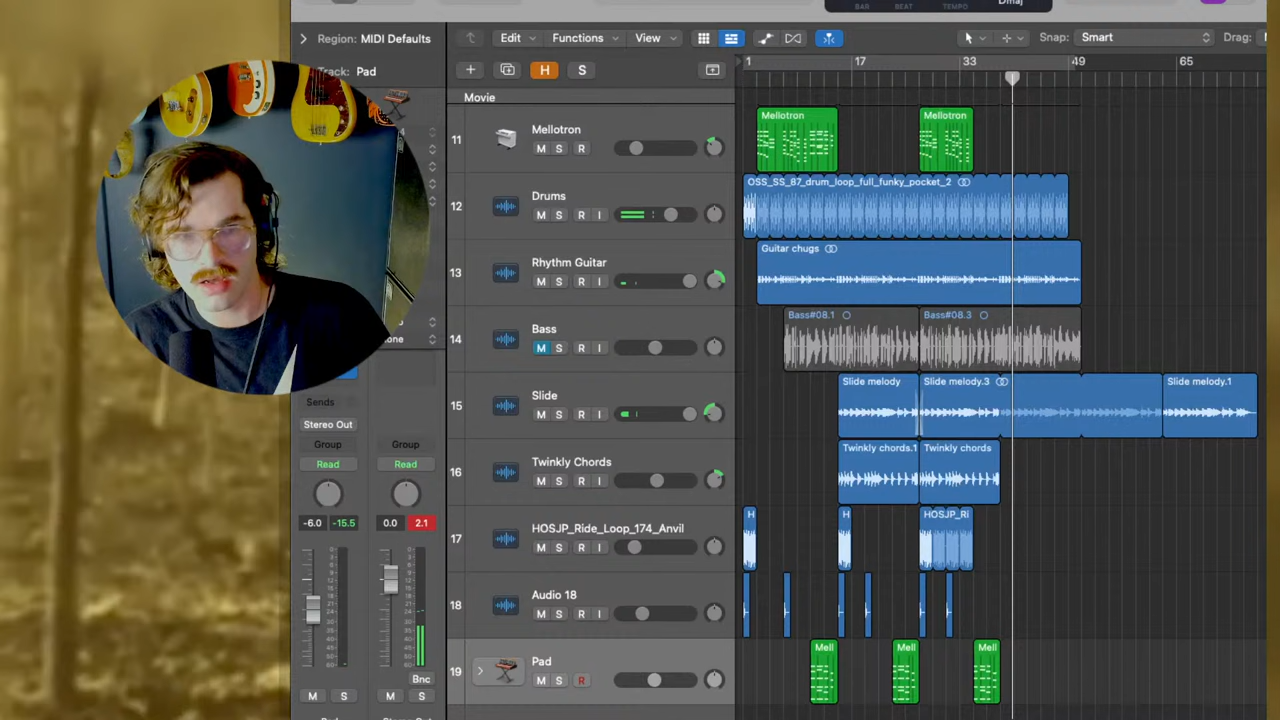 BAR BEAT TEMPO Dmaj
Region: MIDI Defaults
Edit Functions View Snap: Smart Drag:
Track: Pad
H S
1 17 33 49 65
Movie
11 Mellotron
M S R
Mellotron Mellotron
12 Drums
M S R I
OSS_SS_87_drum_loop_full_funky_pocket_2
13 Rhythm Guitar
M S R I
Guitar chugs
14 Bass
M S R I
Bass#08.1 Bass#08.3
15 Slide
M S R I
Slide melody Slide melody.3 Slide melody.1
16 Twinkly Chords
M S R I
Twinkly chords.1 Twinkly chords
17 HOSJP_Ride_Loop_174_Anvil
M S R I
H H HOSJP_Ri
18 Audio 18
M S R I
19 Pad
M S R
Mell Mell Mell
Sends
Stereo Out
Group Group
Read Read
-6.0 -15.5 0.0 2.1
Bnc
M S M S